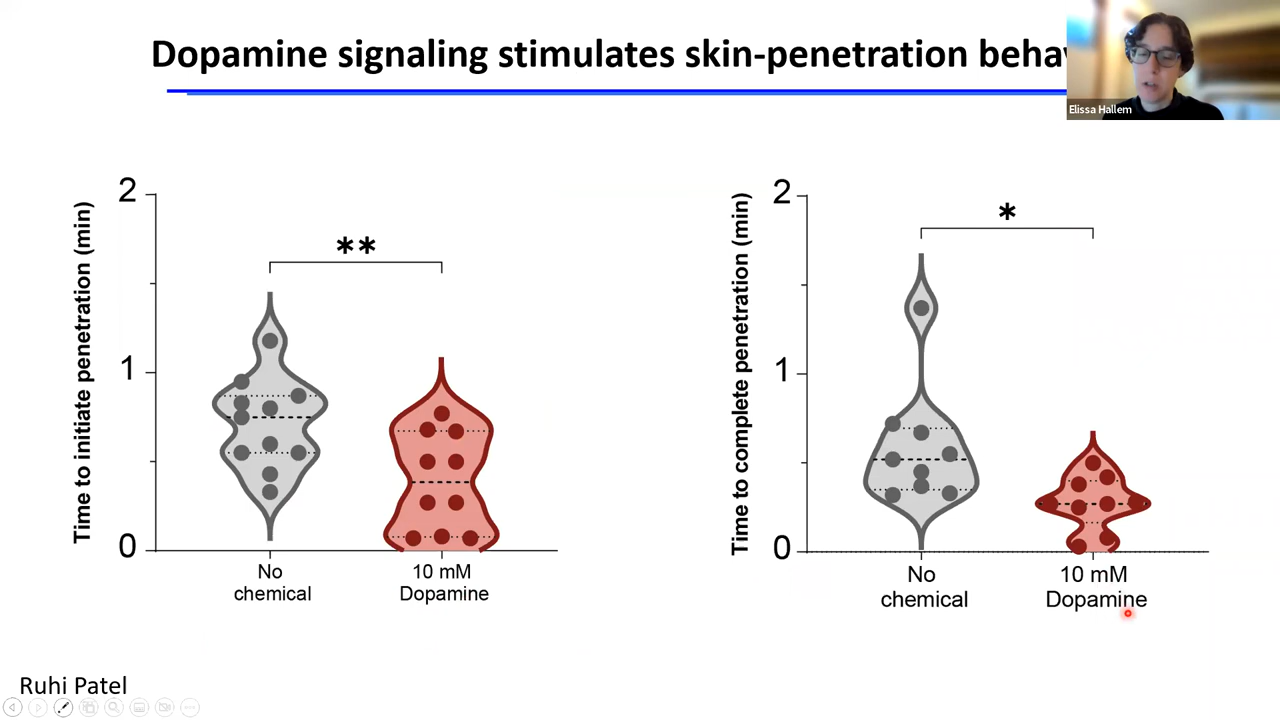 Dopamine signaling stimulates skin-penetration
Elissa Hallem
Time to initiate penetration (min)
2
1
0
**
No
chemical
10 mM
Dopamine
Time to complete penetration (min)
2
1
0
*
No
chemical
10 mM
Dopamine
Ruhi Patel